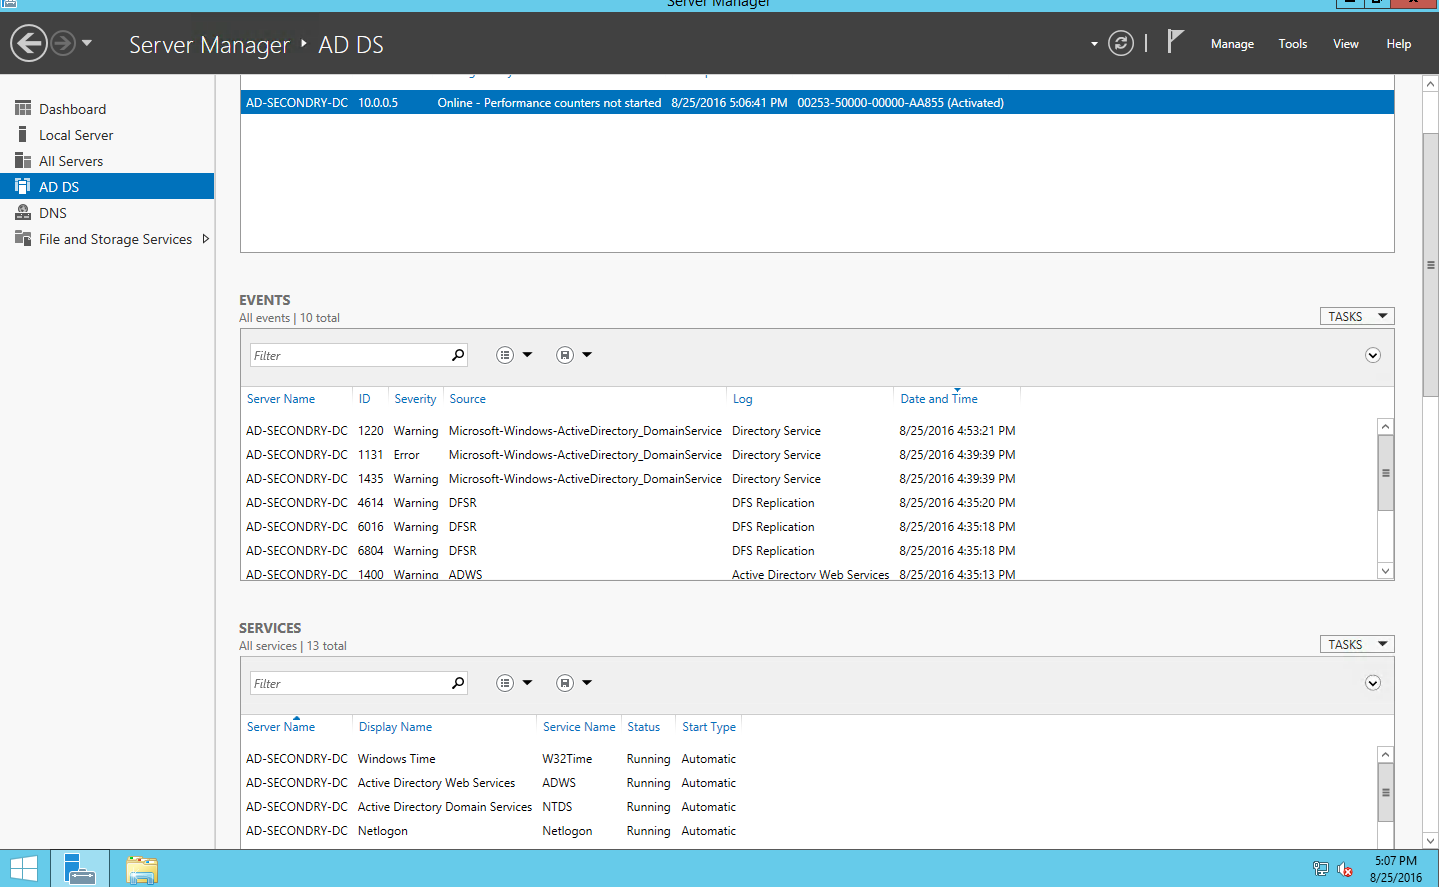 Server Manager
Server Manager AD DS
Manage Tools View Help
Dashboard
Local Server
All Servers
AD DS
DNS
File and Storage Services
AD-SECONDRY-DC 10.0.0.5 Online - Performance counters not started 8/25/2016 5:06:41 PM 00253-50000-00000-AA855 (Activated)
EVENTS
All events | 10 total
TASKS
Filter
Server Name ID Severity Source Log Date and Time
AD-SECONDRY-DC 1220 Warning Microsoft-Windows-ActiveDirectory_DomainService Directory Service 8/25/2016 4:53:21 PM
AD-SECONDRY-DC 1131 Error Microsoft-Windows-ActiveDirectory_DomainService Directory Service 8/25/2016 4:39:39 PM
AD-SECONDRY-DC 1435 Warning Microsoft-Windows-ActiveDirectory_DomainService Directory Service 8/25/2016 4:39:39 PM
AD-SECONDRY-DC 4614 Warning DFSR DFS Replication 8/25/2016 4:35:20 PM
AD-SECONDRY-DC 6016 Warning DFSR DFS Replication 8/25/2016 4:35:18 PM
AD-SECONDRY-DC 6804 Warning DFSR DFS Replication 8/25/2016 4:35:18 PM
AD-SECONDRY-DC 1400 Warning ADWS Active Directory Web Services 8/25/2016 4:35:13 PM
SERVICES
All services | 13 total
TASKS
Filter
Server Name Display Name Service Name Status Start Type
AD-SECONDRY-DC Windows Time W32Time Running Automatic
AD-SECONDRY-DC Active Directory Web Services ADWS Running Automatic
AD-SECONDRY-DC Active Directory Domain Services NTDS Running Automatic
AD-SECONDRY-DC Netlogon Netlogon Running Automatic
5:07 PM
8/25/2016